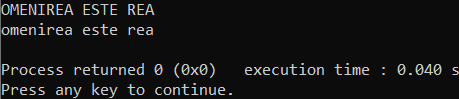 OMENIREA ESTE REA
omenirea este rea
Process returned 0 (0x0)   execution time : 0.040 s
Press any key to continue.